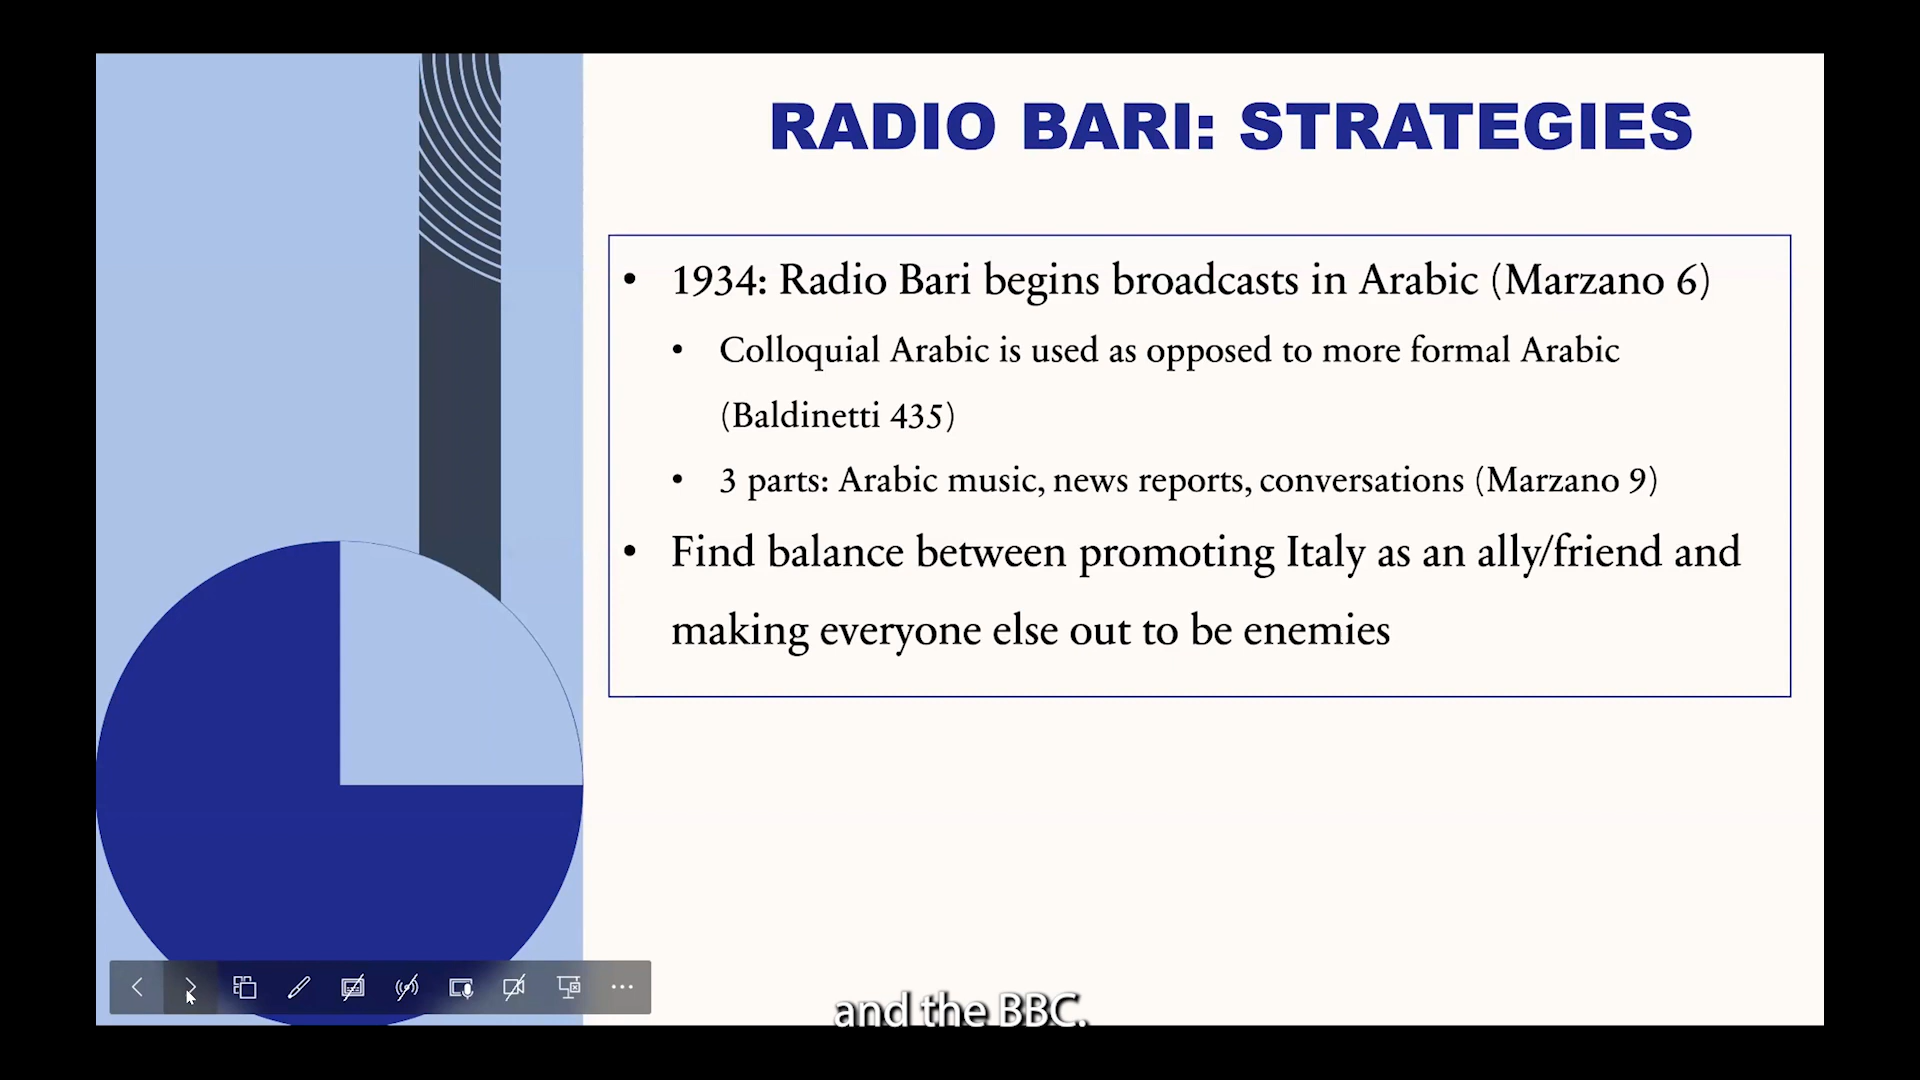 RADIO BARI: STRATEGIES
• 1934: Radio Bari begins broadcasts in Arabic (Marzano 6)
• Colloquial Arabic is used as opposed to more formal Arabic
(Baldinetti 435)
• 3 parts: Arabic music, news reports, conversations (Marzano 9)
• Find balance between promoting Italy as an ally/friend and
making everyone else out to be enemies
and the BBC.